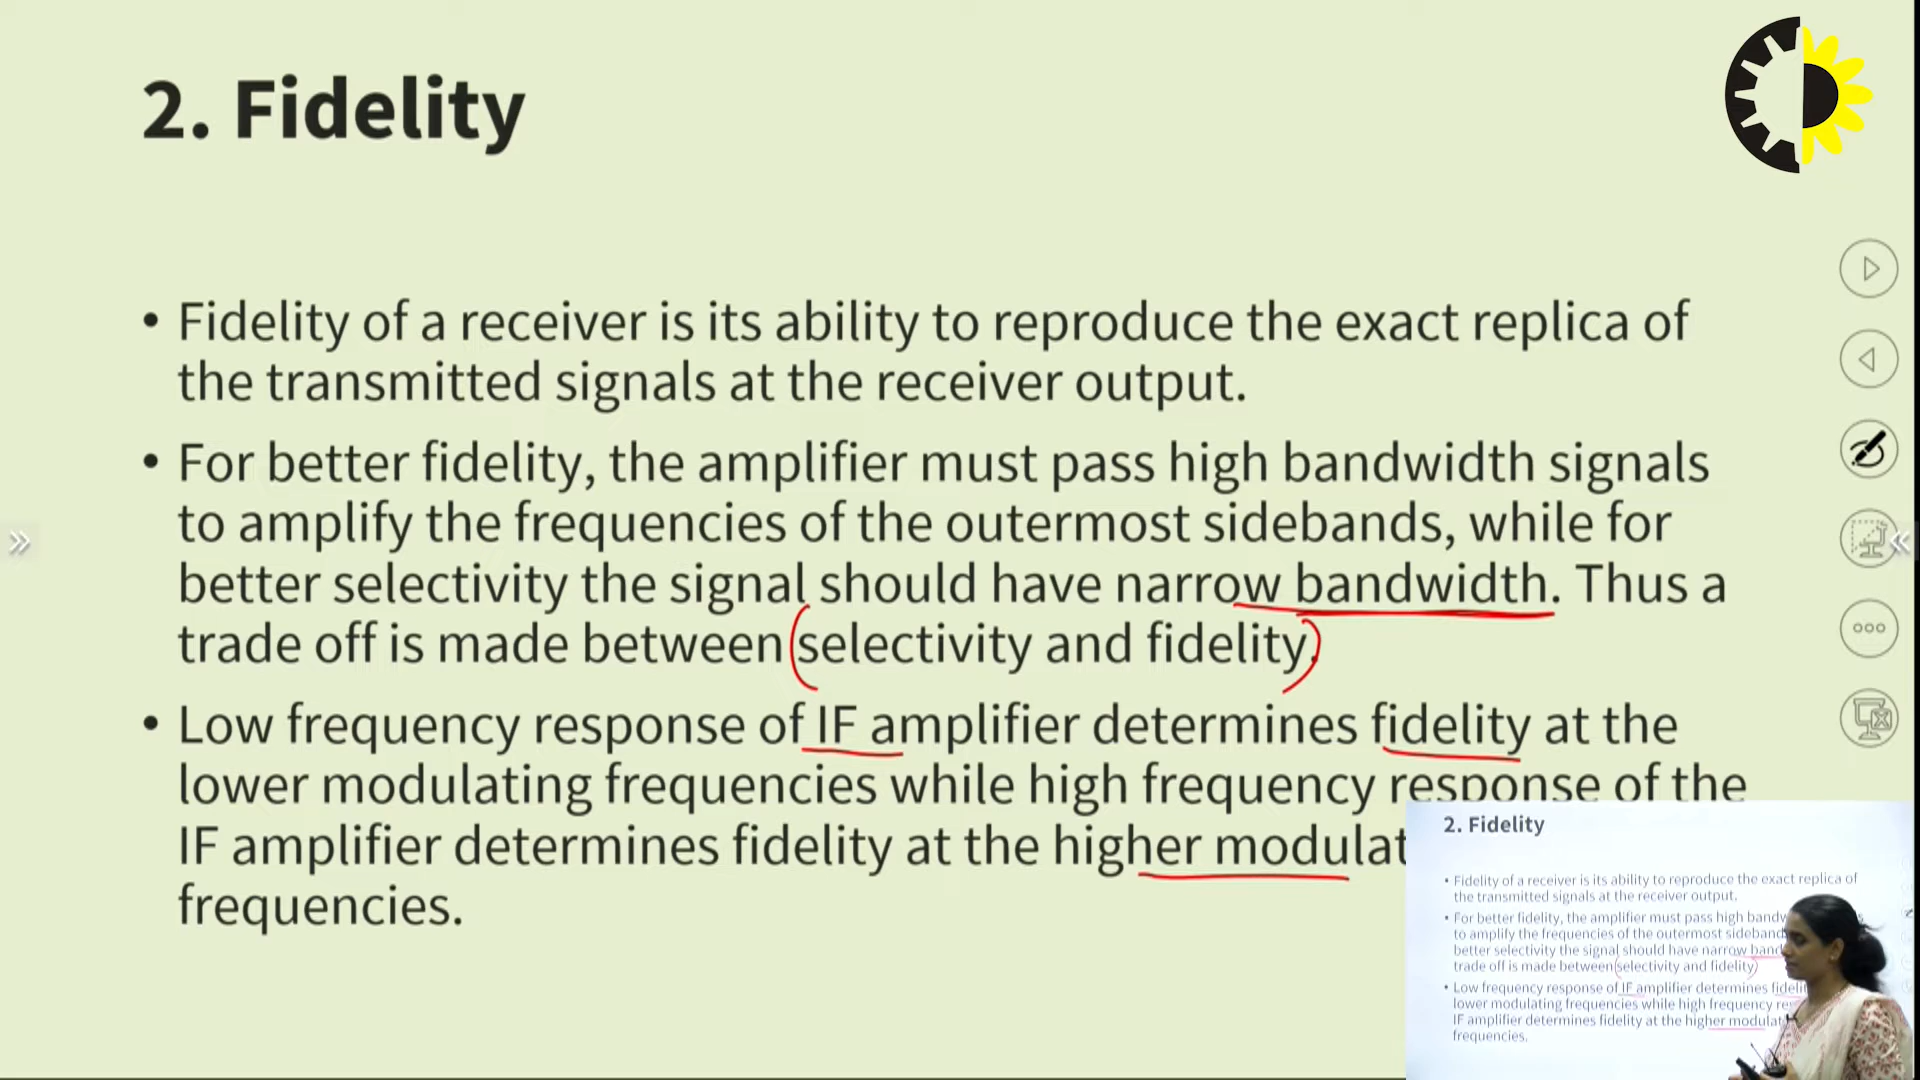 2. Fidelity
• Fidelity of a receiver is its ability to reproduce the exact replica of
the transmitted signals at the receiver output.
• For better fidelity, the amplifier must pass high bandwidth signals
to amplify the frequencies of the outermost sidebands, while for
better selectivity the signal should have narrow bandwidth. Thus a
trade off is made between selectivity and fidelity.
• Low frequency response of IF amplifier determines fidelity at the
lower modulating frequencies while high frequency response of the
IF amplifier determines fidelity at the higher modulat
frequencies.
2. Fidelity
• Fidelity of a receiver is its ability to reproduce the exact replica of
the transmitted signals at the receiver output.
• For better fidelity, the amplifier must pass high bandw
to amplify the frequencies of the outermost sideband
better selectivity the signal should have narrow band
trade off is made between selectivity and fidelity
• Low frequency response of IF amplifier determines fideli
lower modulating frequencies while high frequency re
IF amplifier determines fidelity at the higher modulat
frequencies.